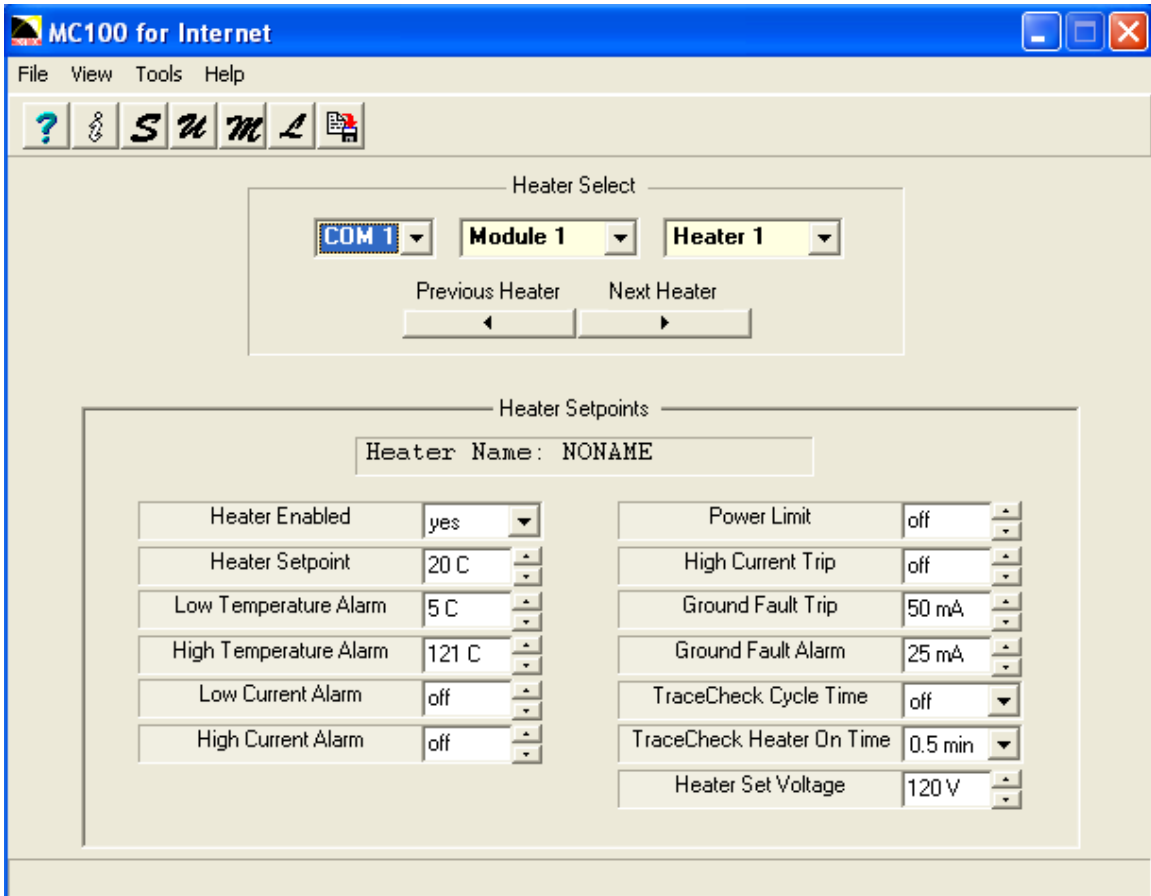 MC100 for Internet
File View Tools Help
? i S U M L
Heater Select
COM 1 Module 1 Heater 1
Previous Heater Next Heater
Heater Setpoints
Heater Name: NONAME
Heater Enabled yes
Heater Setpoint 20 C
Low Temperature Alarm 5 C
High Temperature Alarm 121 C
Low Current Alarm off
High Current Alarm off
Power Limit off
High Current Trip off
Ground Fault Trip 50 mA
Ground Fault Alarm 25 mA
TraceCheck Cycle Time off
TraceCheck Heater On Time 0.5 min
Heater Set Voltage 120 V